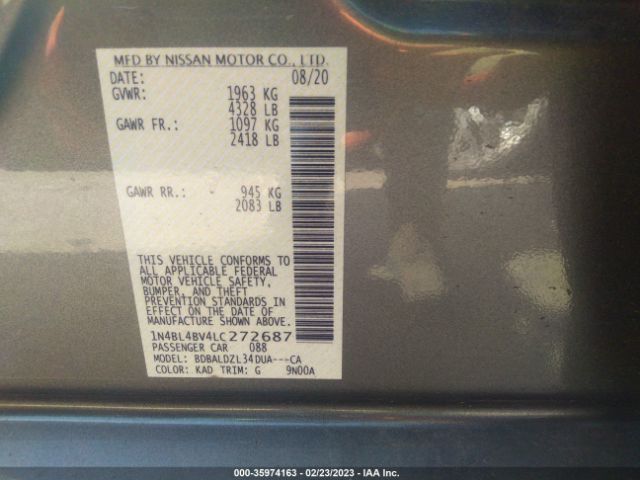 MFD BY NISSAN MOTOR CO., LTD.
DATE: 08/20
GVWR: 1963 KG
4328 LB
GAWR FR.: 1097 KG
2418 LB
GAWR RR.: 945 KG
2083 LB
THIS VEHICLE CONFORMS TO
ALL APPLICABLE FEDERAL
MOTOR VEHICLE SAFETY,
BUMPER, AND THEFT
PREVENTION STANDARDS IN
EFFECT ON THE DATE OF
MANUFACTURE SHOWN ABOVE.
1N4BL4BV4LC272687
PASSENGER CAR 088
MODEL: BDBALDZL34DUA---CA
COLOR: KAD TRIM: G 9N00A
000-35974163 - 02/23/2023 - IAA Inc.